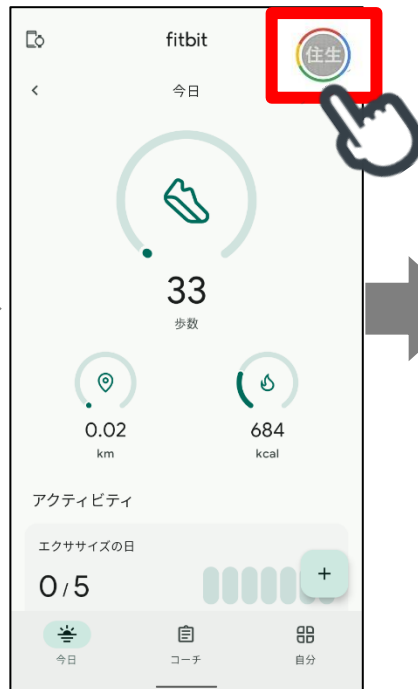 fitbit
住生
今日
33
歩数
0.02
km
684
kcal
アクティビティ
エクササイズの日
0 / 5
+
今日
コーチ
自分